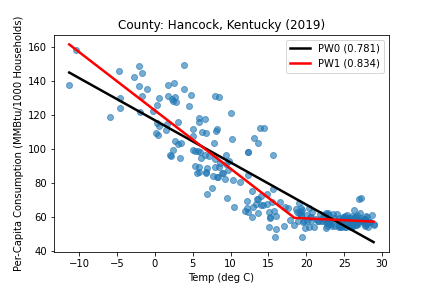 County: Hancock, Kentucky (2019)
Per-Capita Consumption (MMBtu/1000 Households)
160
140
120
100
80
60
40
PW0 (0.781)
PW1 (0.834)
−10 −5 0 5 10 15 20 25 30
Temp (deg C)